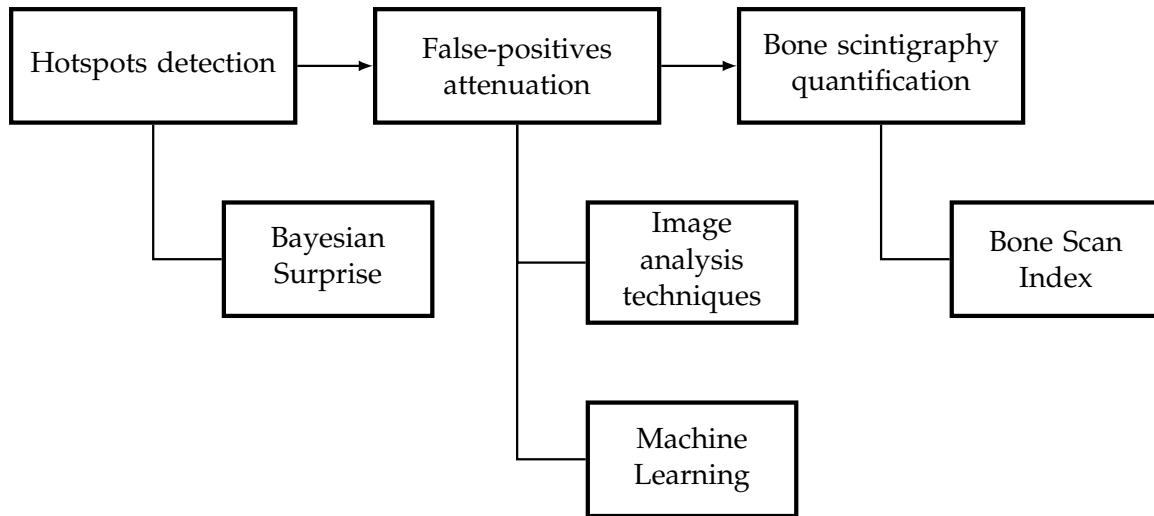 Hotspots detection
False-positives
attenuation
Bone scintigraphy
quantification
Bayesian
Surprise
Image
analysis
techniques
Bone Scan
Index
Machine
Learning